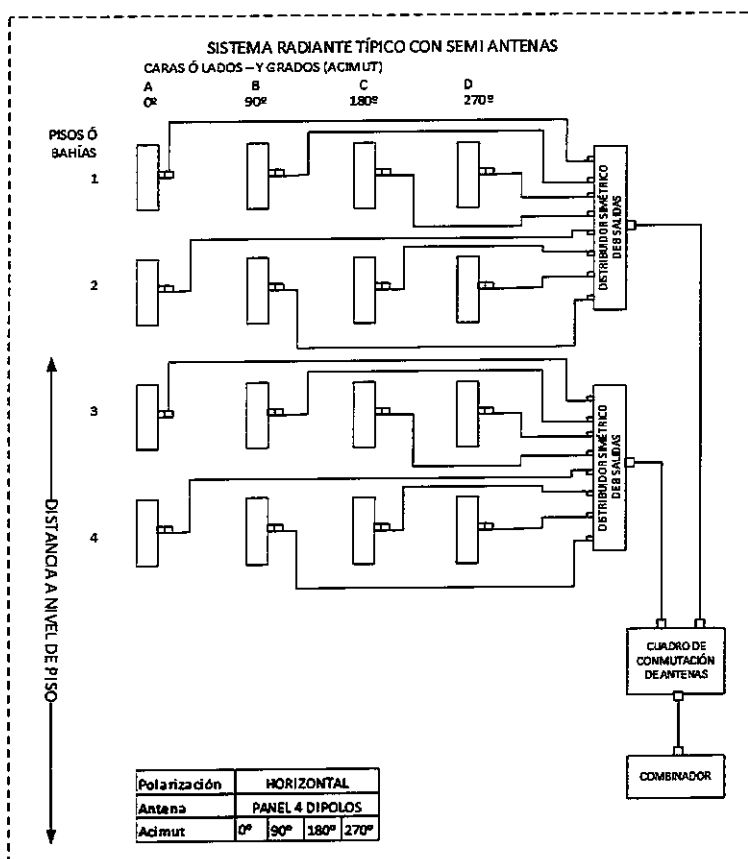 SISTEMA RADIANTE TÍPICO CON SEMI ANTENAS
CARAS Ó LADOS – Y GRADOS (ACIMUT)
A B C D
0º 90º 180º 270º
PISOS Ó
BAHÍAS
1
2
3
4
DISTRIBUIDOR SIMÉTRICO
DE 8 SALIDAS
DISTRIBUIDOR SIMÉTRICO
DE 8 SALIDAS
DISTANCIA A NIVEL DE PISO
CUADRO DE
CONMUTACIÓN
DE ANTENAS
COMBINADOR
Polarización HORIZONTAL
Antena PANEL 4 DIPOLOS
Acimut 0º 90º 180º 270º